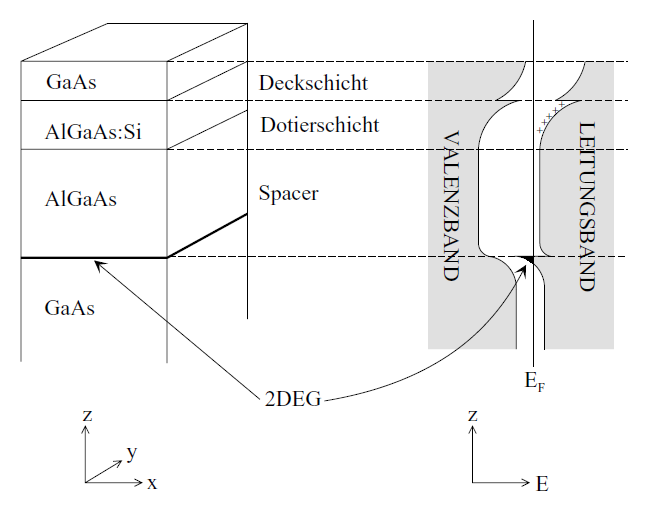 GaAs
Deckschicht
AlGaAs:Si
Dotierschicht
AlGaAs
Spacer
GaAs
VALENZBAND
LEITUNGSBAND
2DEG
E_F
z
y
x
z
E